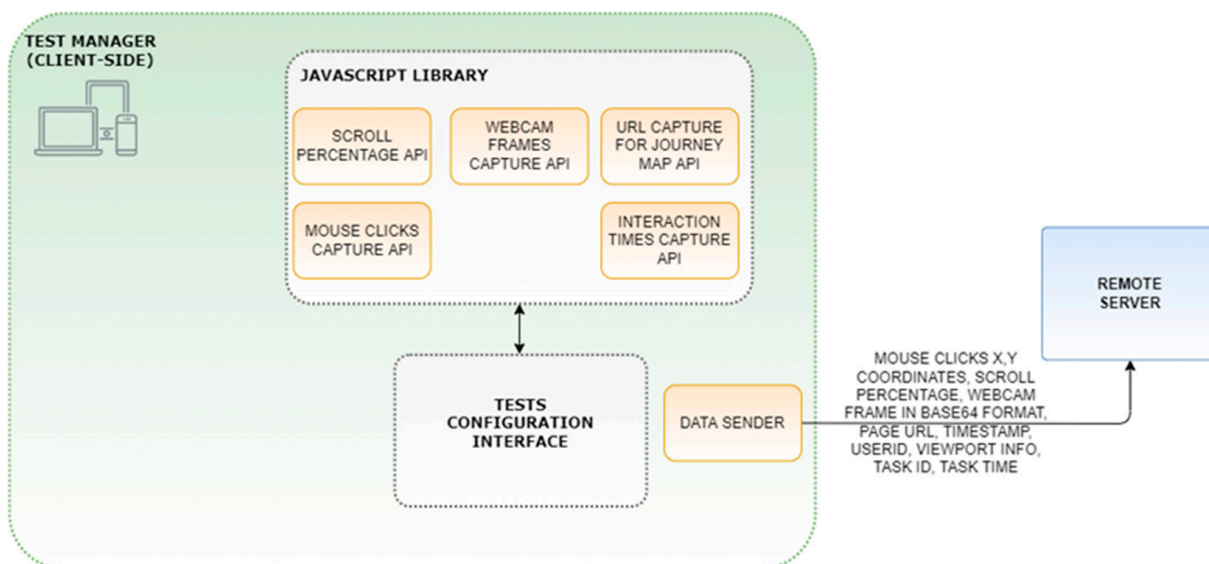 TEST MANAGER
(CLIENT-SIDE)
JAVASCRIPT LIBRARY
SCROLL
PERCENTAGE API
WEBCAM
FRAMES
CAPTURE API
URL CAPTURE
FOR JOURNEY
MAP API
MOUSE CLICKS
CAPTURE API
INTERACTION
TIMES CAPTURE
API
TESTS
CONFIGURATION
INTERFACE
DATA SENDER
MOUSE CLICKS X,Y
COORDINATES, SCROLL
PERCENTAGE, WEBCAM
FRAME IN BASE64 FORMAT,
PAGE URL, TIMESTAMP,
USERID, VIEWPORT INFO,
TASK ID, TASK TIME
REMOTE
SERVER